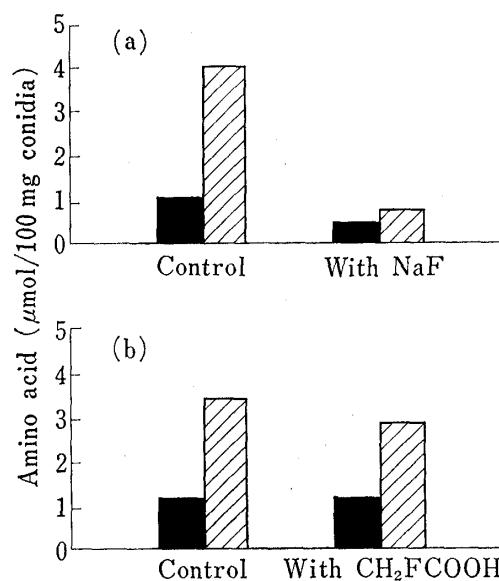 Amino acid (μmol/100 mg conidia)
(a)
5
4
3
2
1
0
Control With NaF
(b)
5
4
3
2
1
0
Control With CH₂FCOOH